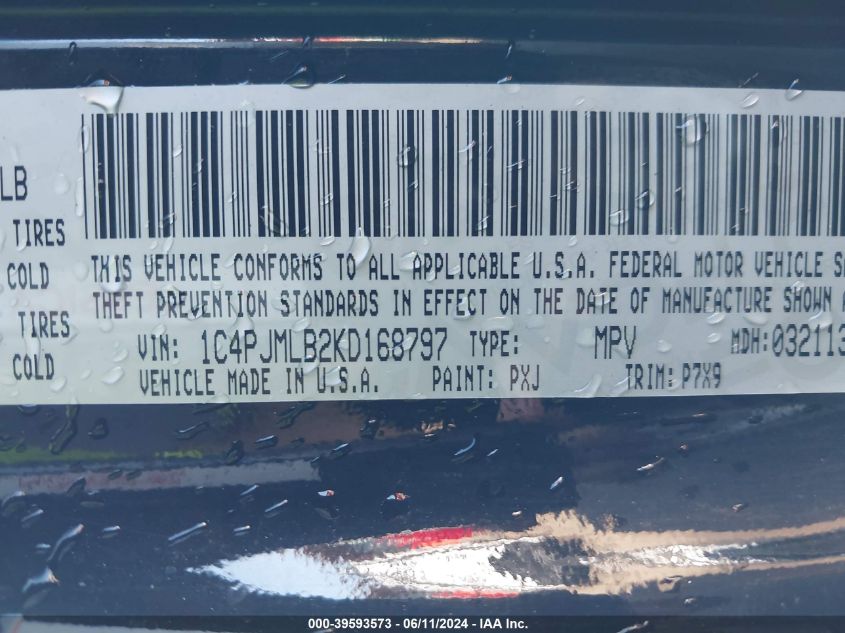 LB
TIRES
COLD
TIRES
COLD
THIS VEHICLE CONFORMS TO ALL APPLICABLE U.S.A. FEDERAL MOTOR VEHICLE SA
THEFT PREVENTION STANDARDS IN EFFECT ON THE DATE OF MANUFACTURE SHOWN A
VIN: 1C4PJMLB2KD168797 TYPE: MPV MDH:032113
VEHICLE MADE IN U.S.A. PAINT: PXJ TRIM: P7X9
000-39593573 - 06/11/2024 - IAA Inc.